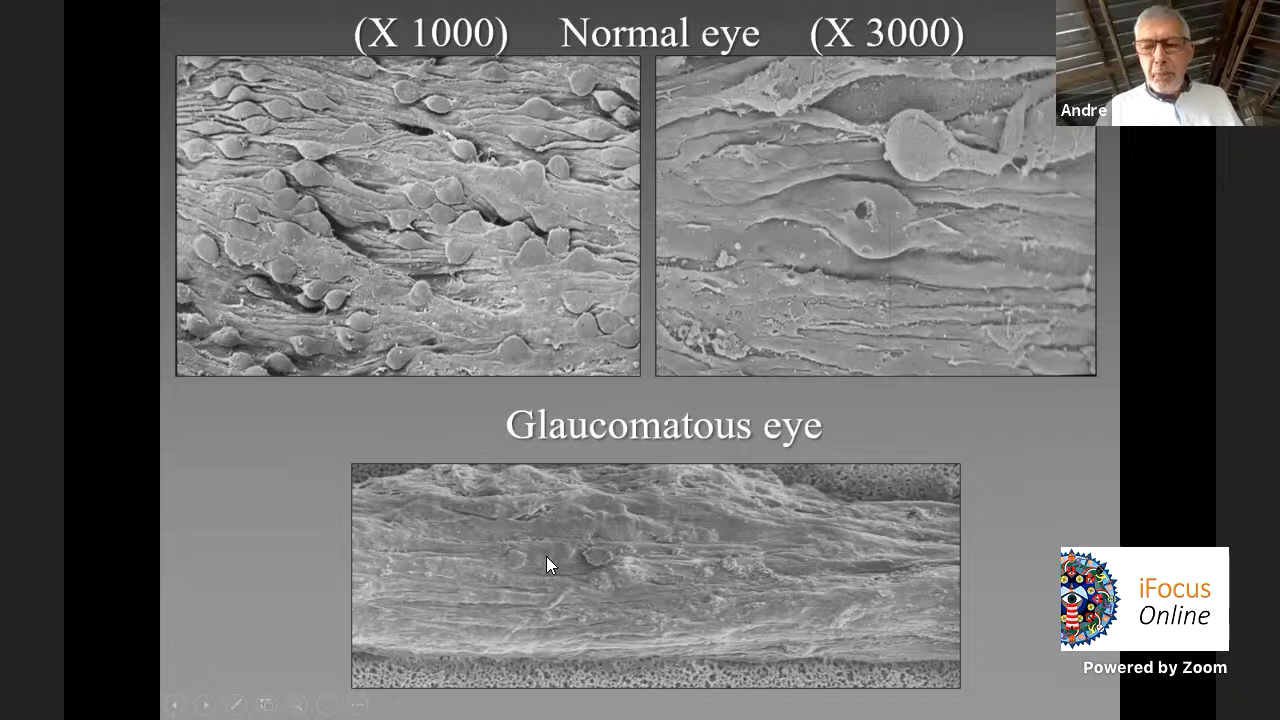 (X 1000) Normal eye (X 3000)
Andre
Glaucomatous eye
iFocus
Online
Powered by Zoom